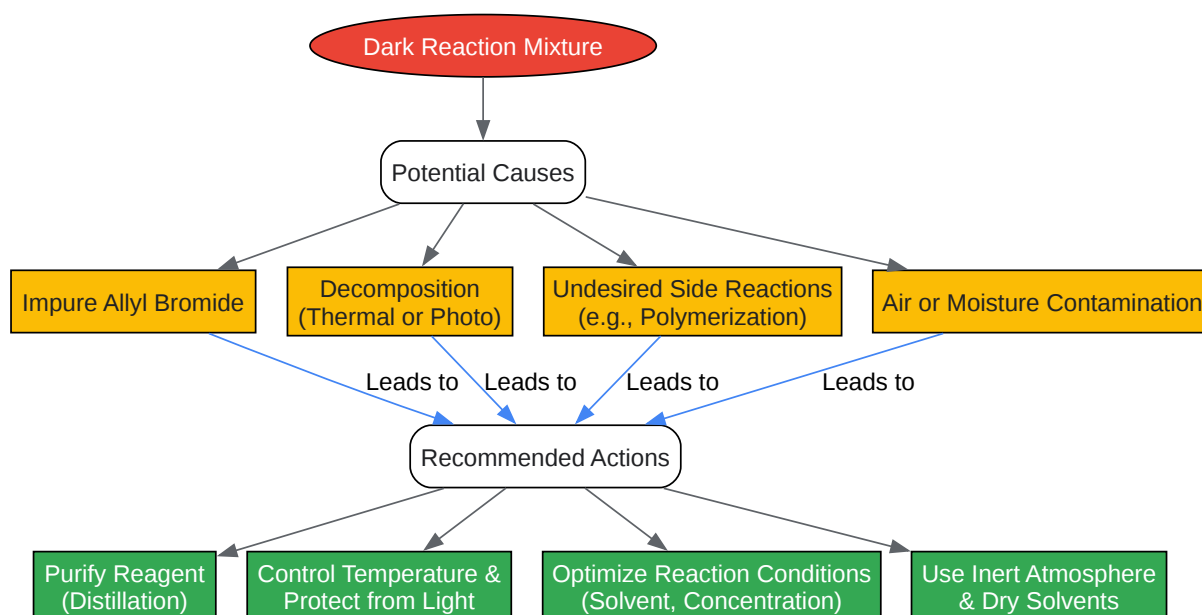 Dark Reaction Mixture
Potential Causes
Impure Allyl Bromide
Decomposition
(Thermal or Photo)
Undesired Side Reactions
(e.g., Polymerization)
Air or Moisture Contamination
Leads to
Leads to
Leads to
Leads to
Recommended Actions
Purify Reagent
(Distillation)
Control Temperature &
Protect from Light
Optimize Reaction Conditions
(Solvent, Concentration)
Use Inert Atmosphere
& Dry Solvents